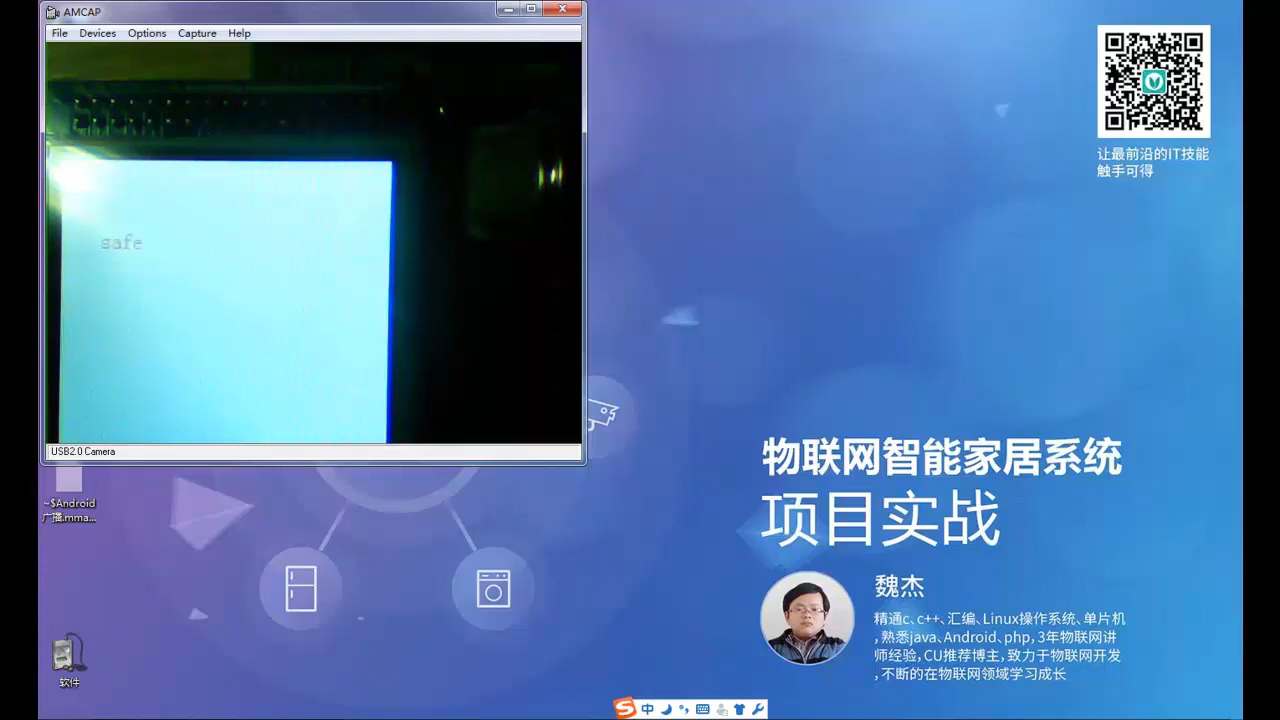 AMCAP
File Devices Options Capture Help
safe
USB2.0 Camera
让最前沿的IT技能
触手可得
~$Android
广播.mma...
软件
物联网智能家居系统
项目实战
魏杰
精通c、c++、汇编、Linux操作系统、单片机
,熟悉java、Android、php,3年物联网讲
师经验,CU推荐博主,致力于物联网开发
,不断的在物联网领域学习成长
中